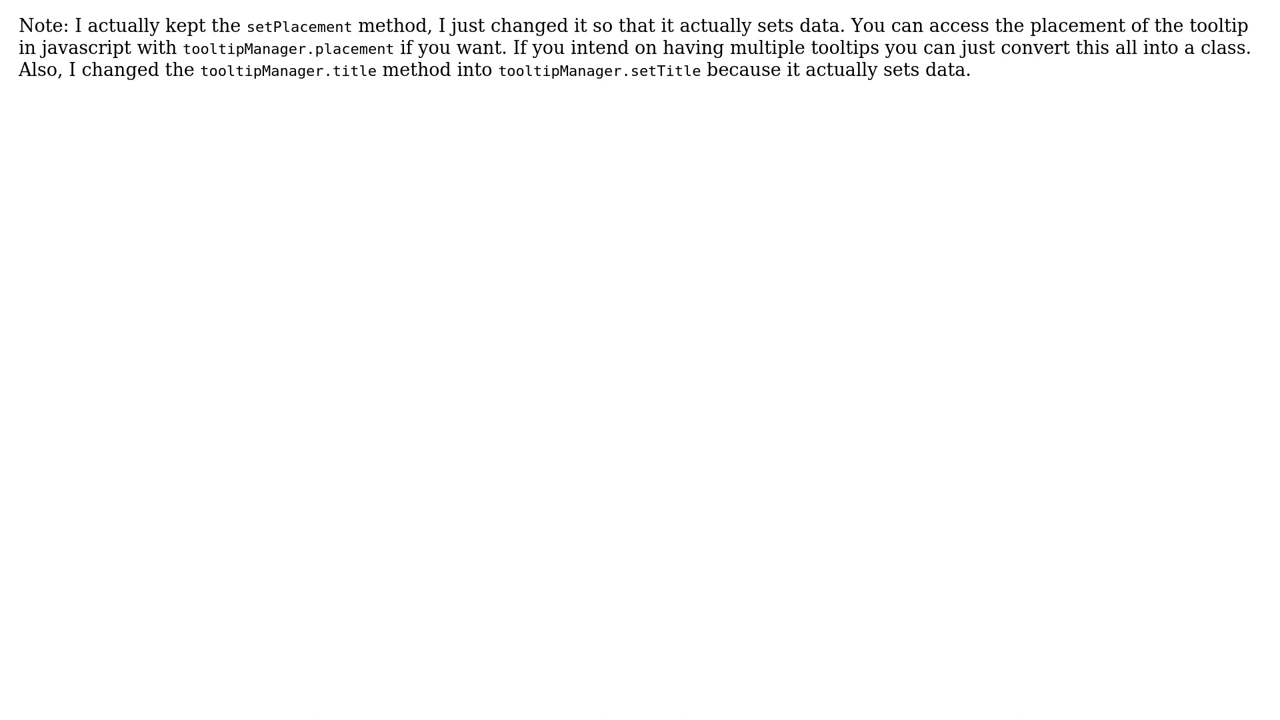 Note: I actually kept the setPlacement method, I just changed it so that it actually sets data. You can access the placement of the tooltip
in javascript with tooltipManager.placement if you want. If you intend on having multiple tooltips you can just convert this all into a class.
Also, I changed the tooltipManager.title method into tooltipManager.setTitle because it actually sets data.